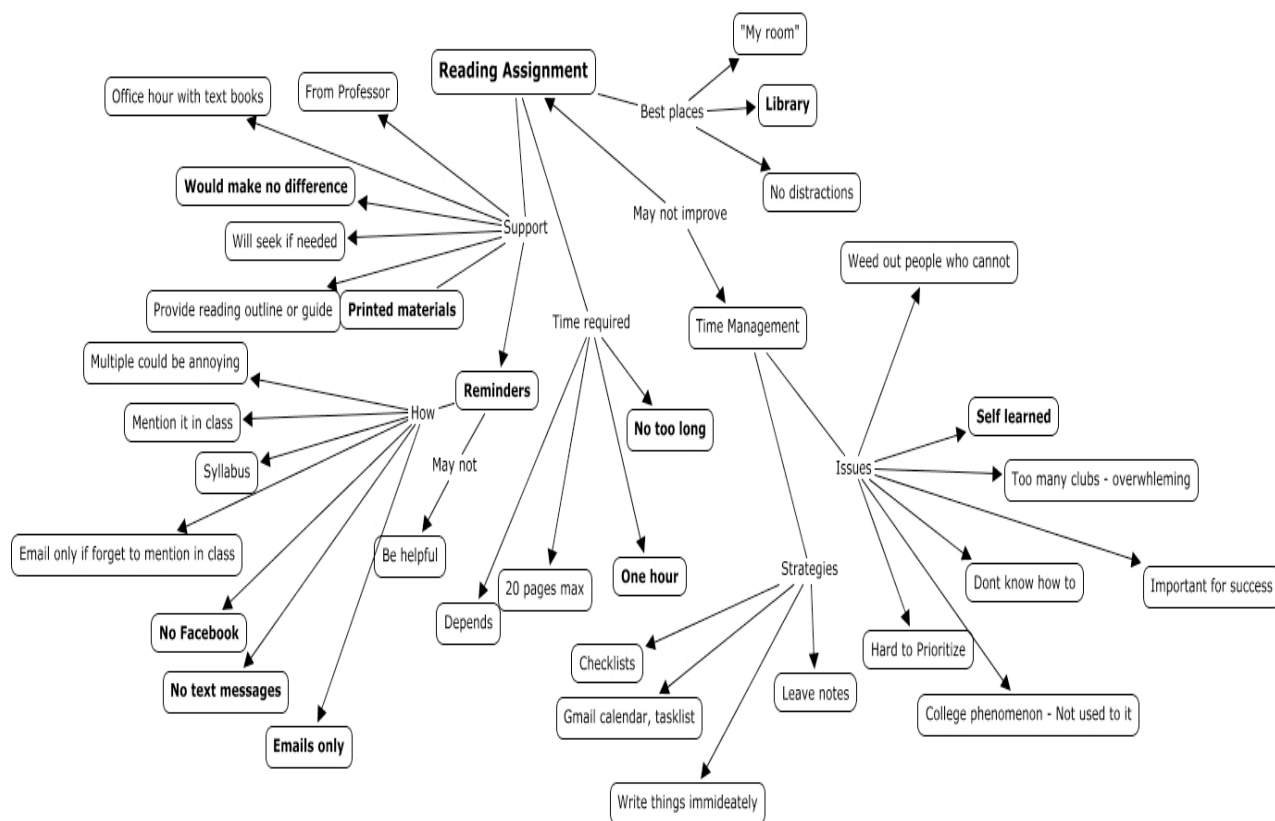 "My room"
Reading Assignment
Office hour with text books
From Professor
Best places
Library
Would make no difference
No distractions
May not improve
Support
Will seek if needed
Weed out people who cannot
Provide reading outline or guide
Printed materials
Time required
Time Management
Multiple could be annoying
Reminders
How
Mention it in class
No too long
Self learned
Syllabus
May not
Issues
Too many clubs - overwhleming
Email only if forget to mention in class
Be helpful
20 pages max
One hour
Strategies
Dont know how to
Important for success
Depends
No Facebook
Hard to Prioritize
Checklists
No text messages
Leave notes
Gmail calendar, tasklist
College phenomenon - Not used to it
Emails only
Write things immideately